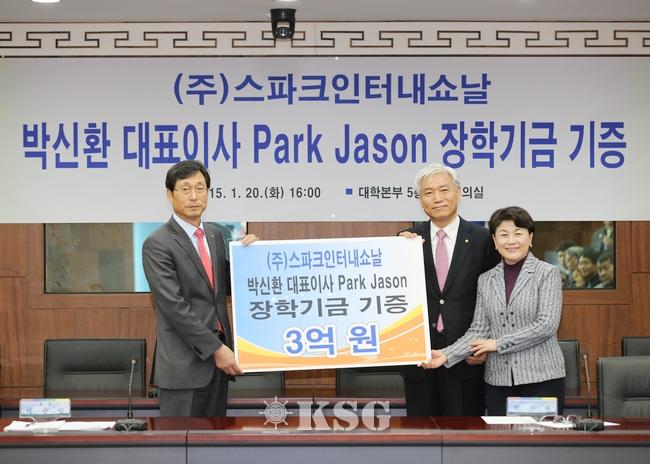 (주)스파크인터내쇼날
박신환 대표이사 Park Jason 장학기금 기증
15. 1. 20.(화) 16:00 ■ 대학본부 5 의실
(주)스파크인터내쇼날
박신환 대표이사 Park Jason
장학기금 기증
3억 원
KSG